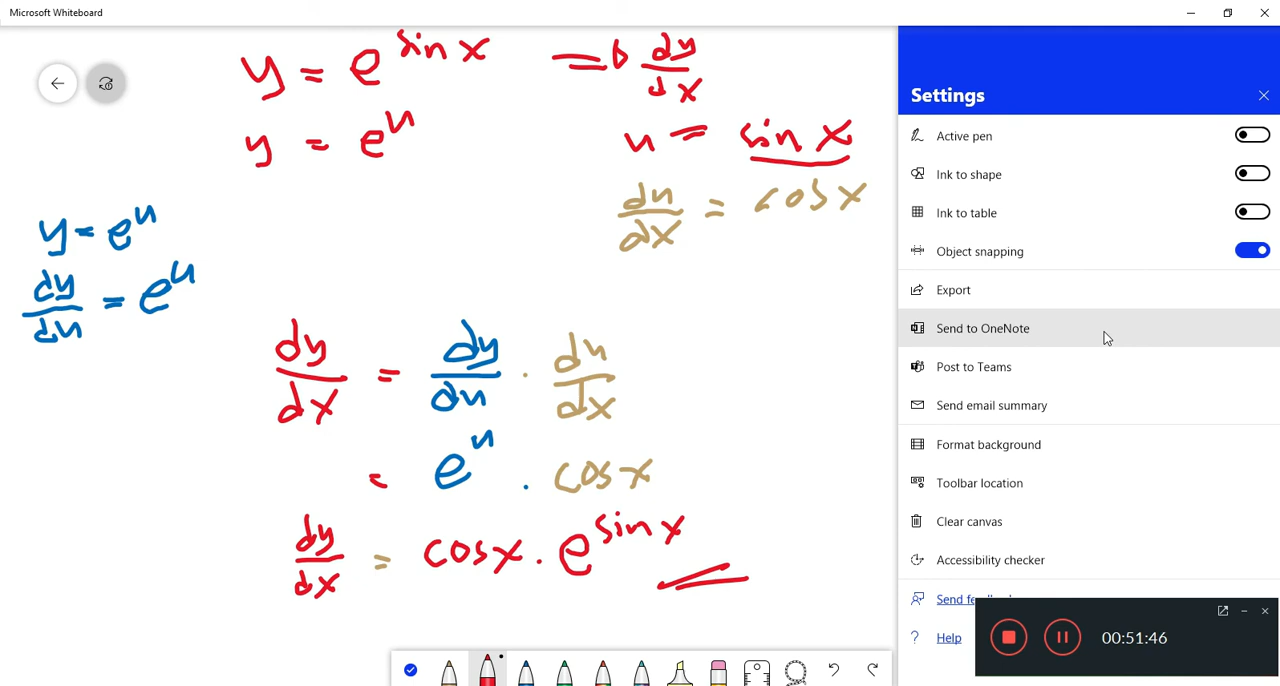 Microsoft Whiteboard
y = e^{sin x} ⇒ dy/dx
y = e^u
u = sin x
du/dx = cos x
y = e^u
dy/du = e^u
dy/dx = dy/du · du/dx
= e^u · cos x
dy/dx = cos x · e^{sin x}
Settings
Active pen
Ink to shape
Ink to table
Object snapping
Export
Send to OneNote
Post to Teams
Send email summary
Format background
Toolbar location
Clear canvas
Accessibility checker
Send
Help
00:51:46